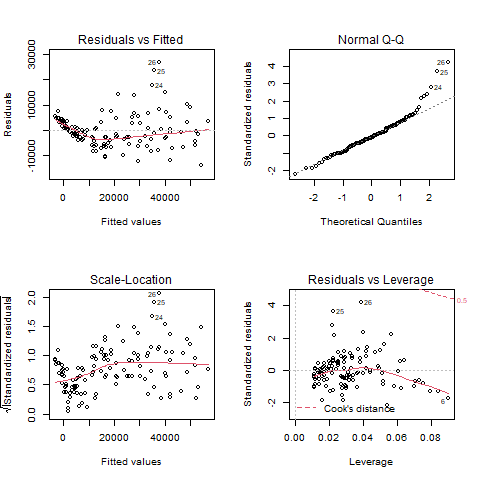 Residuals vs Fitted
Residuals
-10000 10000 30000
26
25
24
0 20000 40000
Fitted values
Normal Q-Q
Standardized residuals
-2 0 1 2 3 4
26
25
24
-2 -1 0 1 2
Theoretical Quantiles
Scale-Location
√|Standardized residuals|
0.0 0.5 1.0 1.5 2.0
26
25
24
0 20000 40000
Fitted values
Residuals vs Leverage
Standardized residuals
-2 0 2 4
26
25
0.5
6
Cook's distance
0.00 0.02 0.04 0.06 0.08
Leverage